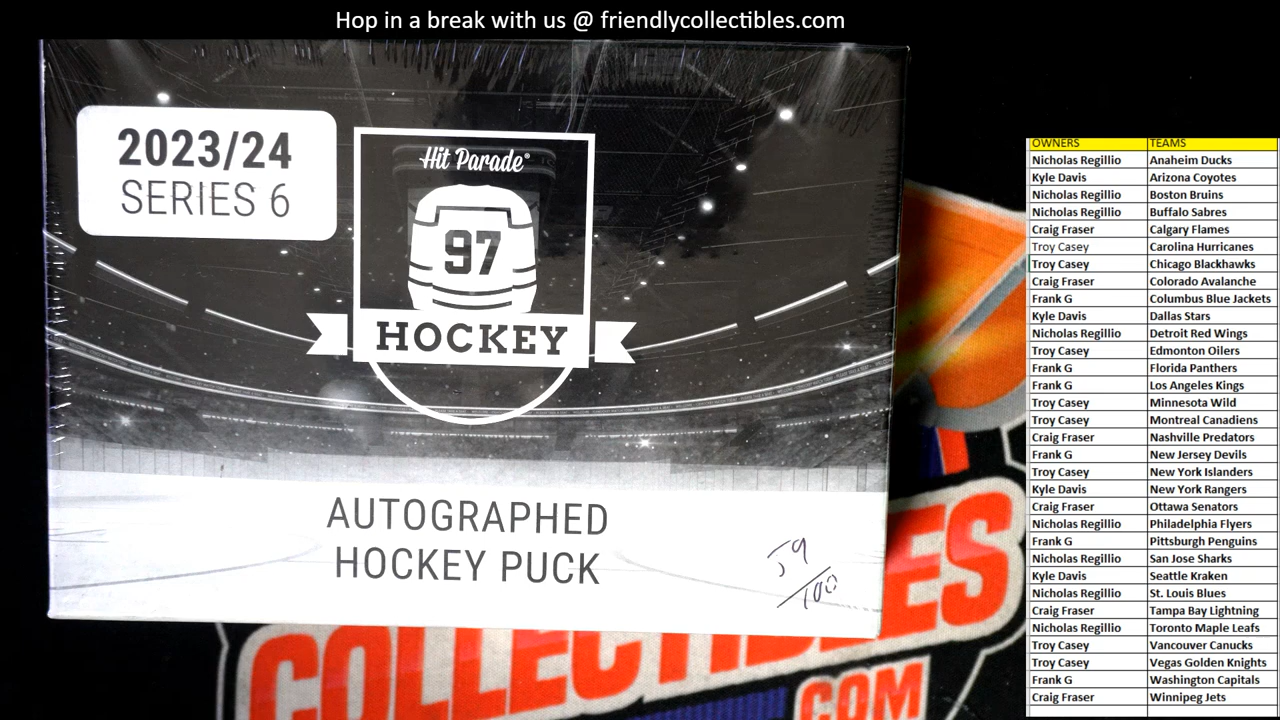 Hop in a break with us @ friendlycollectibles.com
2023/24
SERIES 6
Hit Parade®
97
HOCKEY
AUTOGRAPHED
HOCKEY PUCK
59
/100
COLLECTIBLES
.COM
OWNERS TEAMS
Nicholas Regillio Anaheim Ducks
Kyle Davis Arizona Coyotes
Nicholas Regillio Boston Bruins
Nicholas Regillio Buffalo Sabres
Craig Fraser Calgary Flames
Troy Casey Carolina Hurricanes
Troy Casey Chicago Blackhawks
Craig Fraser Colorado Avalanche
Frank G Columbus Blue Jackets
Kyle Davis Dallas Stars
Nicholas Regillio Detroit Red Wings
Troy Casey Edmonton Oilers
Frank G Florida Panthers
Frank G Los Angeles Kings
Troy Casey Minnesota Wild
Troy Casey Montreal Canadiens
Craig Fraser Nashville Predators
Frank G New Jersey Devils
Troy Casey New York Islanders
Kyle Davis New York Rangers
Craig Fraser Ottawa Senators
Nicholas Regillio Philadelphia Flyers
Frank G Pittsburgh Penguins
Nicholas Regillio San Jose Sharks
Kyle Davis Seattle Kraken
Nicholas Regillio St. Louis Blues
Craig Fraser Tampa Bay Lightning
Nicholas Regillio Toronto Maple Leafs
Troy Casey Vancouver Canucks
Troy Casey Vegas Golden Knights
Frank G Washington Capitals
Craig Fraser Winnipeg Jets